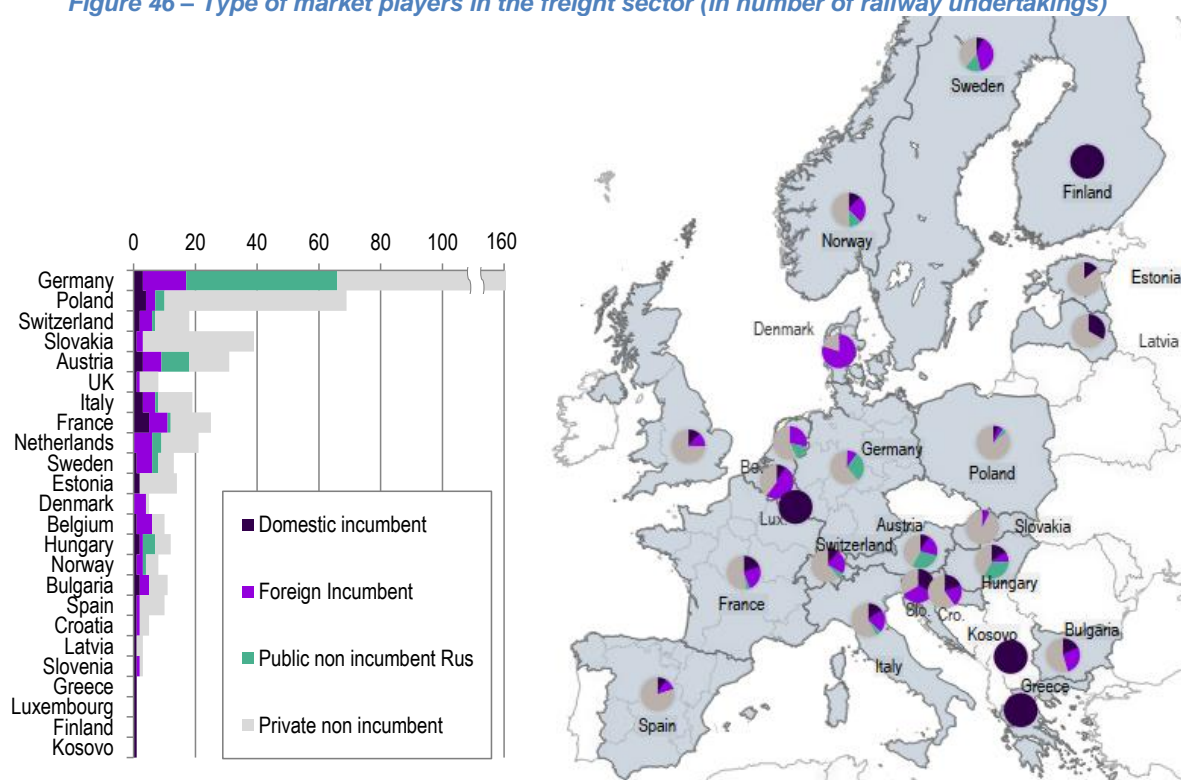 Figure 46 – Type of market players in the freight sector (in number of railway undertakings)
0 20 40 60 80 100 160
Germany
Poland
Switzerland
Slovakia
Austria
UK
Italy
France
Netherlands
Sweden
Estonia
Denmark
Belgium
Hungary
Norway
Bulgaria
Spain
Croatia
Latvia
Slovenia
Greece
Luxembourg
Finland
Kosovo
Domestic incumbent
Foreign Incumbent
Public non incumbent Rus
Private non incumbent
Sweden
Finland
Norway
Estonia
Latvia
Denmark
Germany
Poland
Be.
Lux.
Austria
Slovakia
Switzerland
Hungary
France
Slo.
Cro.
Kosovo
Bulgaria
Italy
Greece
Spain